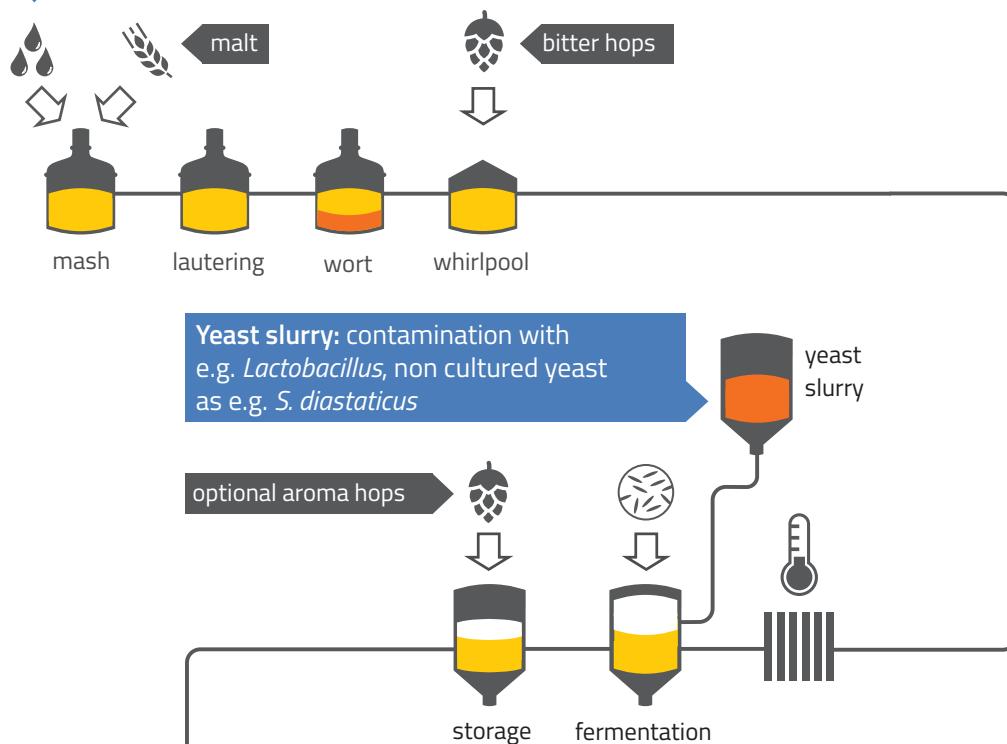 malt
bitter hops
mash
lautering
wort
whirlpool
Yeast slurry: contamination with
e.g. Lactobacillus, non cultured yeast
as e.g. S. diastaticus
yeast
slurry
optional aroma hops
storage
fermentation